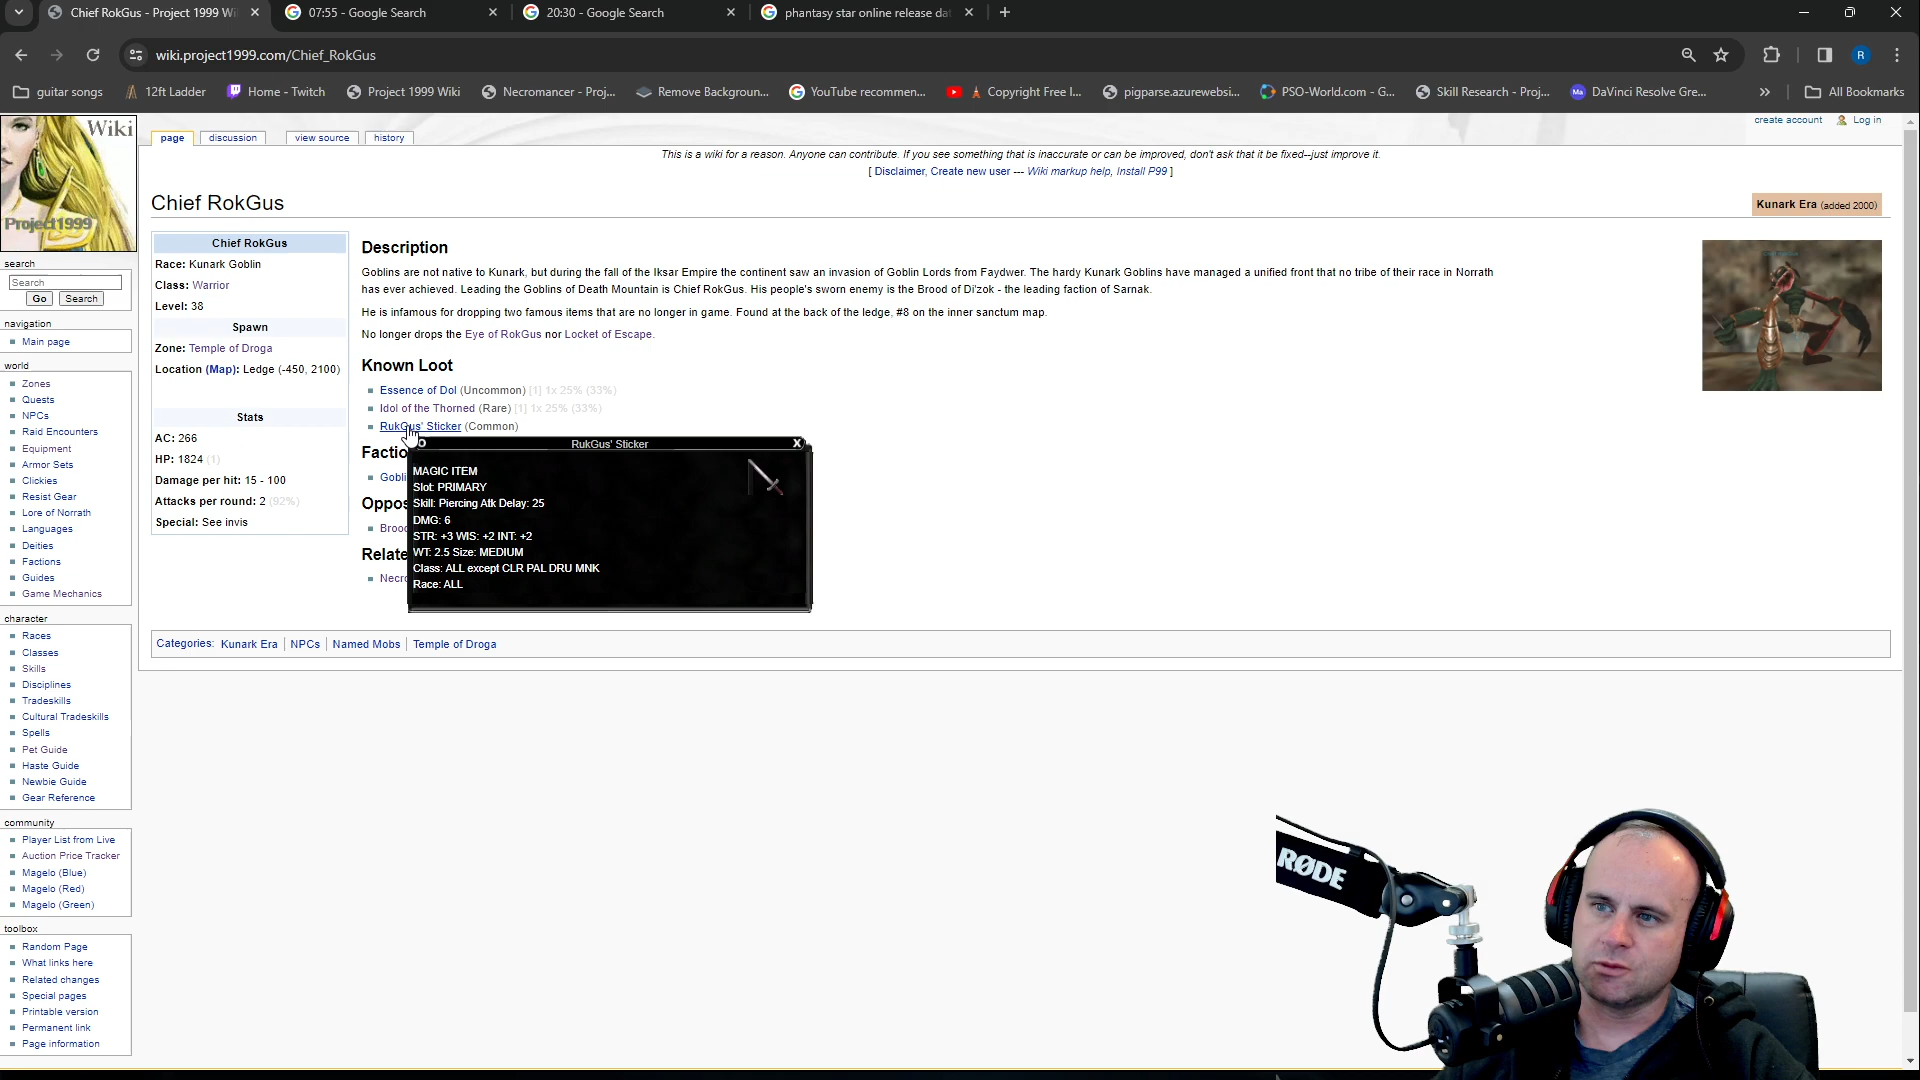 Chief RokGus - Project 1999 Wi
07:55 - Google Search
20:30 - Google Search
phantasy star online release da
wiki.project1999.com/Chief_RokGus
R
guitar songs
12ft Ladder
Home - Twitch
Project 1999 Wiki
Necromancer - Proj...
Remove Backgroun...
YouTube recommen...
Copyright Free I...
pigparse.azurewebsi...
PSO-World.com - G...
Skill Research - Proj...
DaVinci Resolve Gre...
All Bookmarks
Wiki
Project1999
page
discussion
view source
history
create account
Log in
This is a wiki for a reason. Anyone can contribute. If you see something that is inaccurate or can be improved, don't ask that it be fixed--just improve it.
[ Disclaimer, Create new user --- Wiki markup help, Install P99 ]
Chief RokGus
Kunark Era (added 2000)
Chief RokGus
Race: Kunark Goblin
Class: Warrior
Level: 38
Spawn
Zone: Temple of Droga
Location (Map): Ledge (-450, 2100)
Stats
AC: 266
HP: 1824 (1)
Damage per hit: 15 - 100
Attacks per round: 2 (92%)
Special: See invis
Description
Goblins are not native to Kunark, but during the fall of the Iksar Empire the continent saw an invasion of Goblin Lords from Faydwer. The hardy Kunark Goblins have managed a unified front that no tribe of their race in Norrath
has ever achieved. Leading the Goblins of Death Mountain is Chief RokGus. His people's sworn enemy is the Brood of Di'zok - the leading faction of Sarnak.
He is infamous for dropping two famous items that are no longer in game. Found at the back of the ledge, #8 on the inner sanctum map.
No longer drops the Eye of RokGus nor Locket of Escape.
Known Loot
Essence of Dol (Uncommon) [1] 1x 25% (33%)
Idol of the Thorned (Rare) [1] 1x 25% (33%)
RukGus' Sticker (Common)
Factio
Gobli
Oppos
Brood
Relate
Necro
RukGus' Sticker
X
MAGIC ITEM
Slot: PRIMARY
Skill: Piercing Atk Delay: 25
DMG: 6
STR: +3 WIS: +2 INT: +2
WT: 2.5 Size: MEDIUM
Class: ALL except CLR PAL DRU MNK
Race: ALL
Categories: Kunark Era | NPCs | Named Mobs | Temple of Droga
search
Search
Go
Search
navigation
Main page
world
Zones
Quests
NPCs
Raid Encounters
Equipment
Armor Sets
Clickies
Resist Gear
Lore of Norrath
Languages
Deities
Factions
Guides
Game Mechanics
character
Races
Classes
Skills
Disciplines
Tradeskills
Cultural Tradeskills
Spells
Pet Guide
Haste Guide
Newbie Guide
Gear Reference
community
Player List from Live
Auction Price Tracker
Magelo (Blue)
Magelo (Red)
Magelo (Green)
toolbox
Random Page
What links here
Related changes
Special pages
Printable version
Permanent link
Page information
RØDE